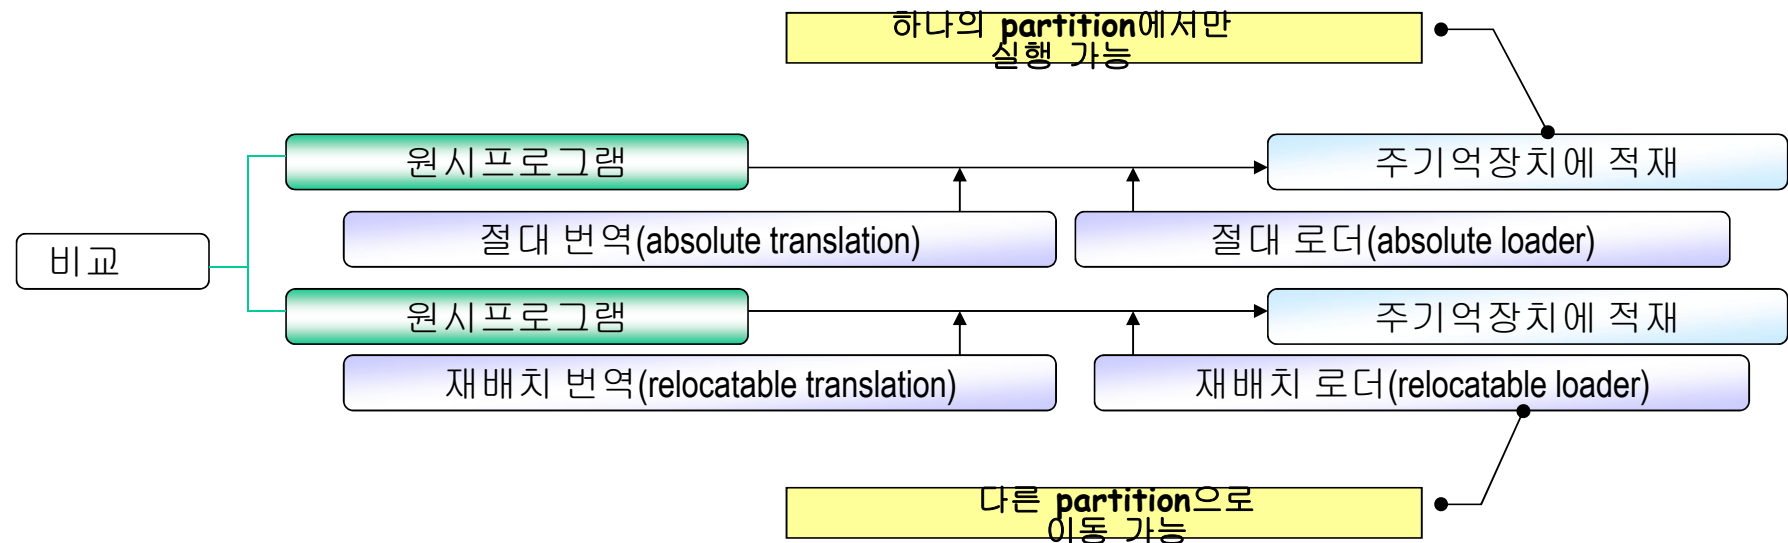 하나의 partition에서만
실행 가능
원시프로그램
주기억장치에 적재
절대 번역(absolute translation)
절대 로더(absolute loader)
비교
원시프로그램
주기억장치에 적재
재배치 번역(relocatable translation)
재배치 로더(relocatable loader)
다른 partition으로
이동 가능